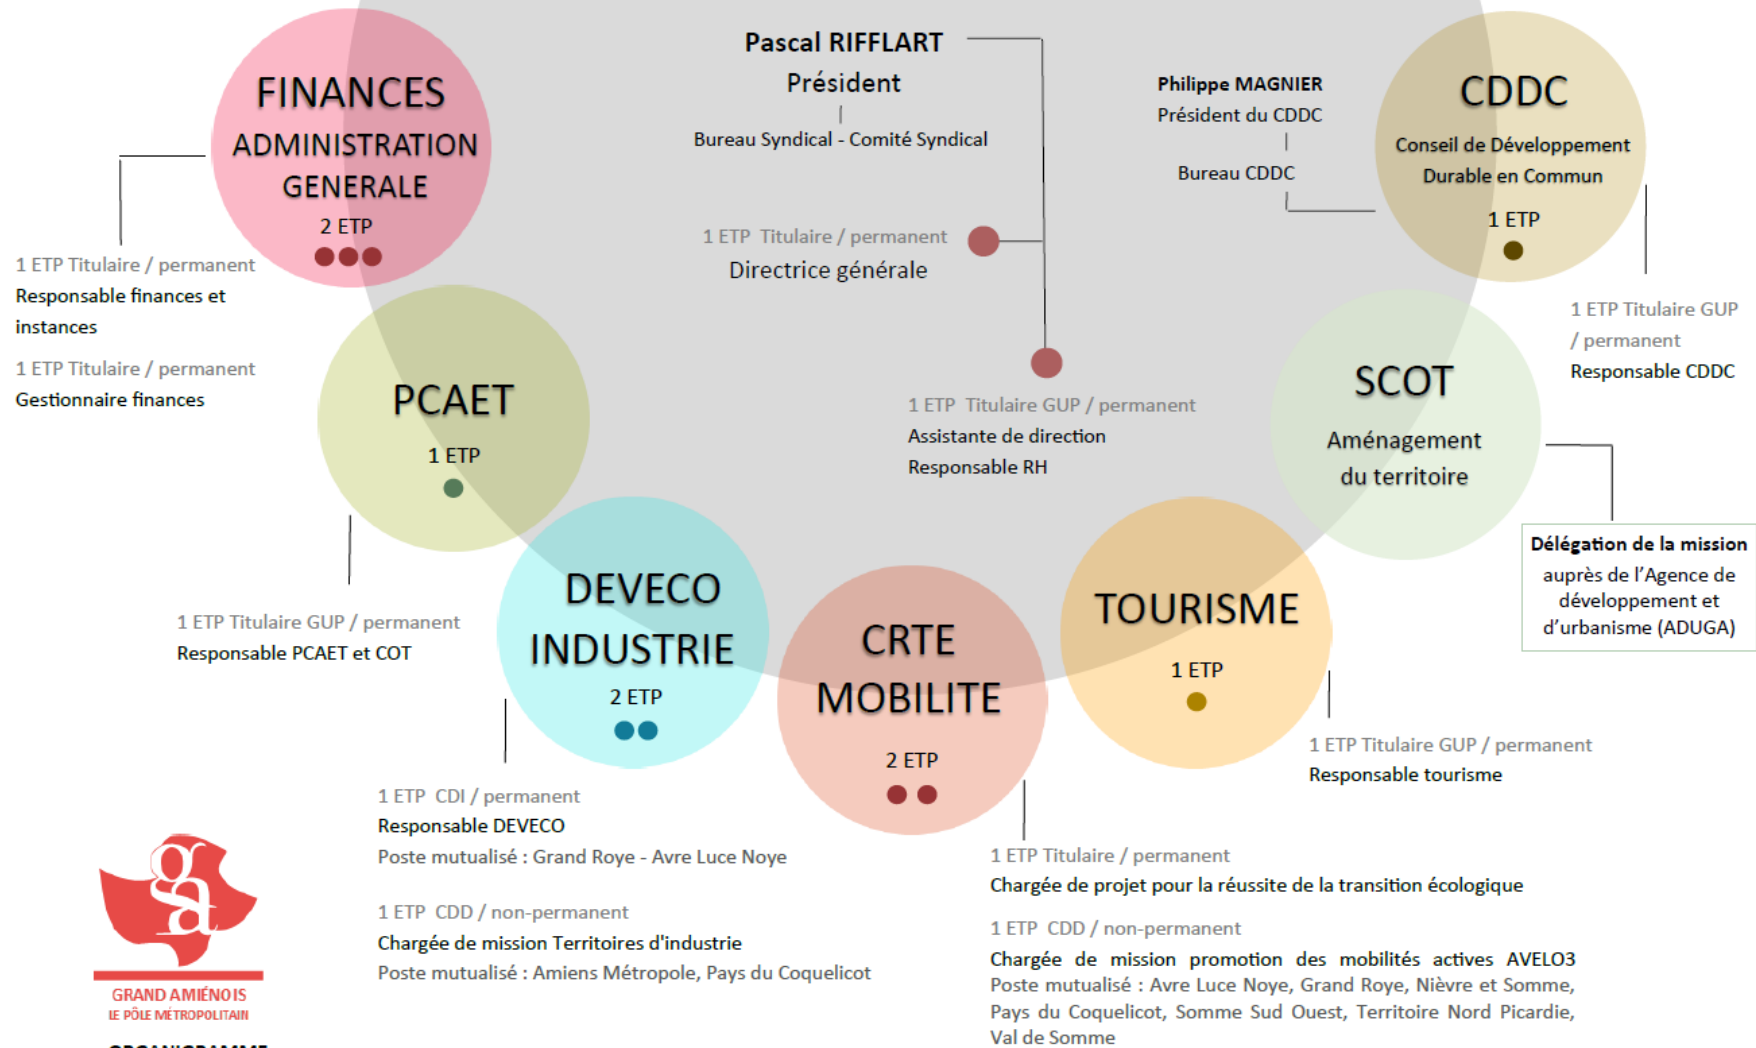 Pascal RIFFLART
Président
Bureau Syndical - Comité Syndical
1 ETP Titulaire / permanent
Directrice générale
1 ETP Titulaire GUP / permanent
Assistante de direction
Responsable RH
Philippe MAGNIER
Président du CDDC
Bureau CDDC
FINANCES
ADMINISTRATION
GENERALE
2 ETP
1 ETP Titulaire / permanent
Responsable finances et
instances
1 ETP Titulaire / permanent
Gestionnaire finances
PCAET
1 ETP
1 ETP Titulaire GUP / permanent
Responsable PCAET et COT
DEVECO
INDUSTRIE
2 ETP
1 ETP CDI / permanent
Responsable DEVECO
Poste mutualisé : Grand Roye - Avre Luce Noye
1 ETP CDD / non-permanent
Chargée de mission Territoires d'industrie
Poste mutualisé : Amiens Métropole, Pays du Coquelicot
CRTE
MOBILITE
2 ETP
1 ETP Titulaire / permanent
Chargée de projet pour la réussite de la transition écologique
1 ETP CDD / non-permanent
Chargée de mission promotion des mobilités actives AVELO3
Poste mutualisé : Avre Luce Noye, Grand Roye, Nièvre et Somme,
Pays du Coquelicot, Somme Sud Ouest, Territoire Nord Picardie,
Val de Somme
TOURISME
1 ETP
1 ETP Titulaire GUP / permanent
Responsable tourisme
SCOT
Aménagement
du territoire
Délégation de la mission
auprès de l'Agence de
développement et
d'urbanisme (ADUGA)
CDDC
Conseil de Développement
Durable en Commun
1 ETP
1 ETP Titulaire GUP
/ permanent
Responsable CDDC
ga
GRAND AMIÉNOIS
LE PÔLE MÉTROPOLITAIN
ORGANIGRAMME